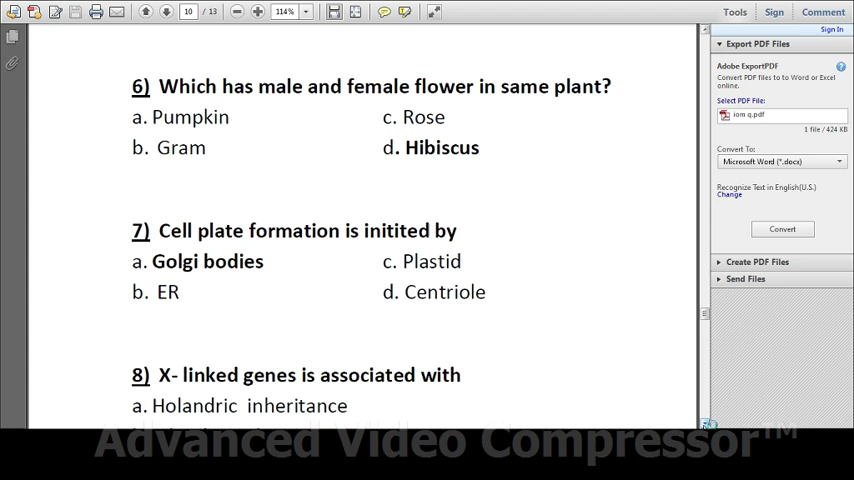 10 / 13
114%
Tools
Sign
Comment
Sign In
6) Which has male and female flower in same plant?
a. Pumpkin
c. Rose
b. Gram
d. Hibiscus
7) Cell plate formation is initited by
a. Golgi bodies
c. Plastid
b. ER
d. Centriole
8) X- linked genes is associated with
a. Holandric inheritance
Export PDF Files
Adobe ExportPDF
Convert PDF files to to Word or Excel
online.
Select PDF File:
iom q.pdf
1 file / 424 KB
Convert To:
Microsoft Word (*.docx)
Recognize Text in English(U.S.)
Change
Convert
Create PDF Files
Send Files
Advanced Video Compressor™